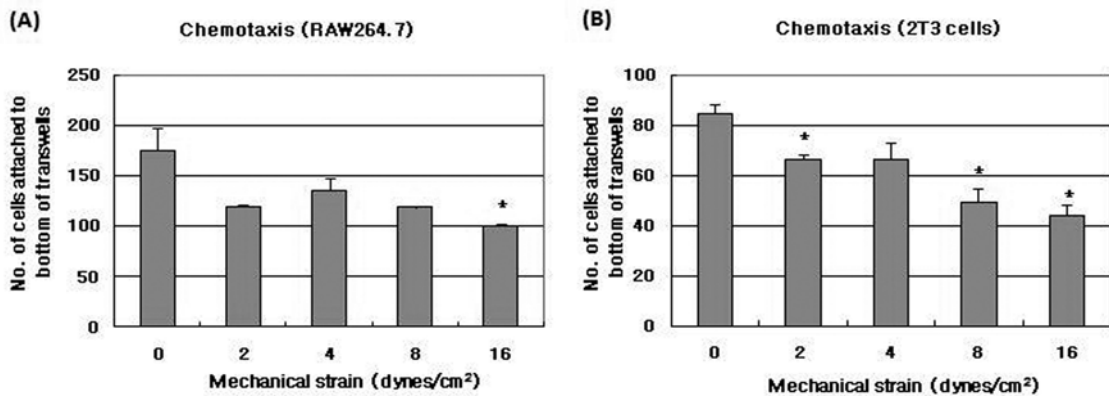 (A)
Chemotaxis (RAW264.7)
No. of cells attached to
bottom of transwells
250
200
150
100
50
0
*
0 2 4 8 16
Mechanical strain (dynes/cm²)
(B)
Chemotaxis (2T3 cells)
No. of cells attached to
bottom of transwells
100
80
60
40
20
0
*
*
*
0 2 4 8 16
Mechanical strain (dynes/cm²)